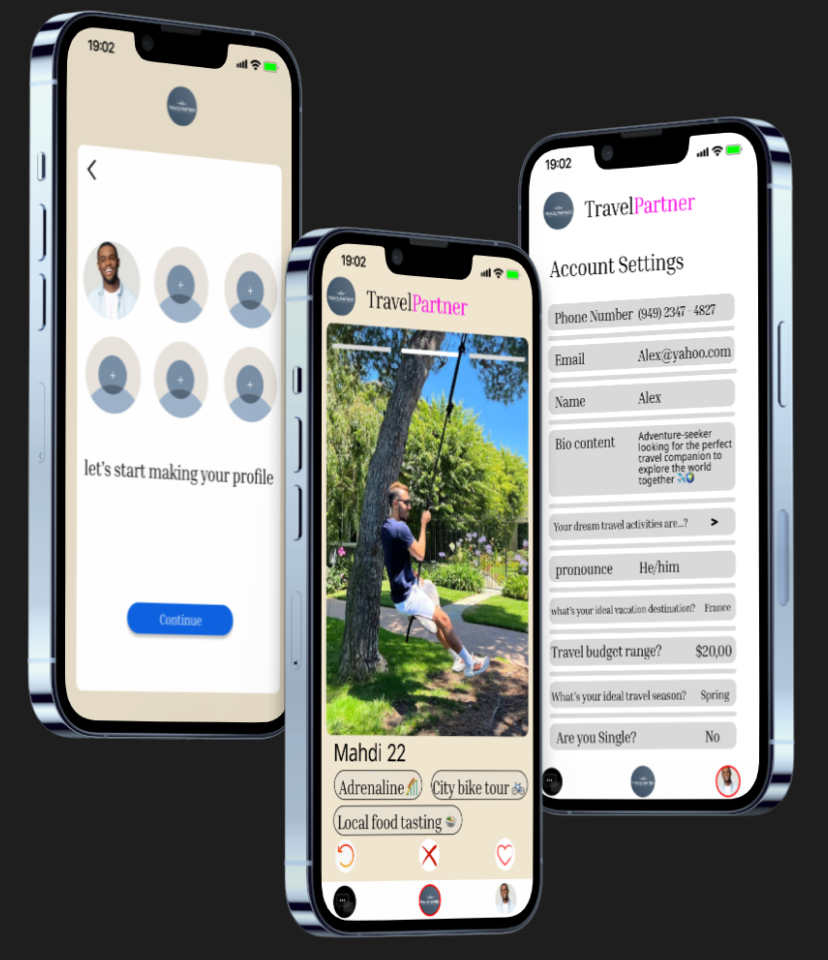 19:02
let's start making your profile
Continue
19:02
TravelPartner
Mahdi 22
Adrenaline🎢
City bike tour 🚲
Local food tasting 🍲
19:02
TravelPartner
Account Settings
Phone Number (949) 2347 - 4827
Email Alex@yahoo.com
Name Alex
Bio content
Adventure-seeker
looking for the perfect
travel companion to
explore the world
together ✈️🌍
Your dream travel activities are...? >
pronounce He/him
what's your ideal vacation destination? France
Travel budget range? $20,00
What's your ideal travel season? Spring
Are you Single? No